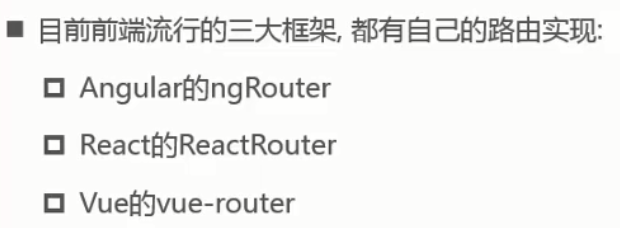 ■ 目前前端流行的三大框架, 都有自己的路由实现:
◘ Angular的ngRouter
◘ React的ReactRouter
◘ Vue的vue-router